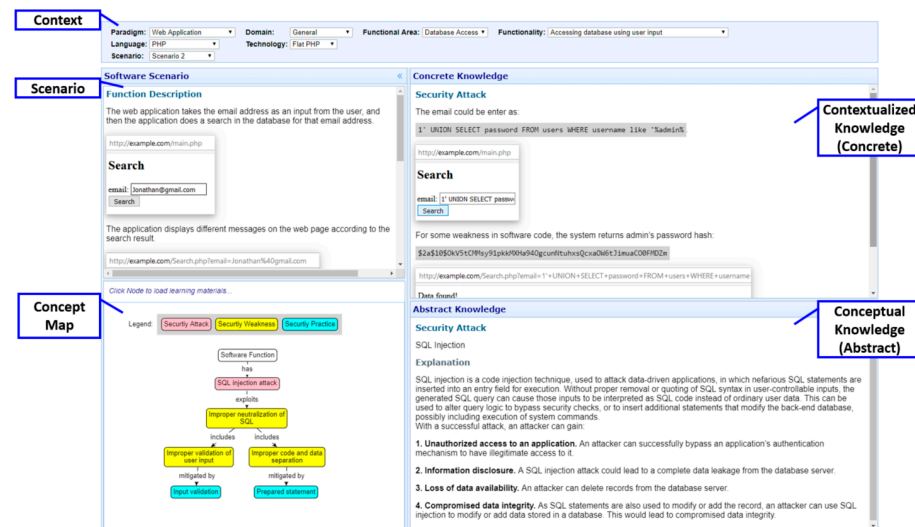 Context
Paradigm: Web Application Domain: General Functional Area: Database Access Functionality: Accessing database using user input
Language: PHP Technology: Flat PHP
Scenario: Scenario 2
Software Scenario
Scenario
Function Description
The web application takes the email address as an input from the user, and
then the application does a search in the database for that email address.
http://example.com/main.php
Search
email: Jonathan@gmail.com
Search
The application displays different messages on the web page according to the
search result
http://example.com/Search.php?email=Jonathan%40gmail.com
Concrete Knowledge
Security Attack
The email could be enter as:
1' UNION SELECT password FROM users WHERE username like '%admin%
http://example.com/main.php
Search
email: 1' UNION SELECT passw
Search
For some weakness in software code, the system returns admin's password hash:
http://example.com/Search.php?email=1'+UNION+SELECT+password+FROM+users+WHERE+username
Data found!
Contextualized
Knowledge
(Concrete)
Click Node to load learning materials...
Concept
Map
Legend: Securtiy Attack Securtiy Weakness Securtiy Practice
Software Function
has
SQL injection attack
exploits
Improper neutralization of
SQL
includes includes
Improper validation of
user input
Improper code and data
separation
mitigated by mitigated by
Input validation Prepared statement
Abstract Knowledge
Security Attack
SQL Injection
Explanation
SQL injection is a code injection technique, used to attack data-driven applications, in which nefarious SQL statements are
inserted into an entry field for execution. Without proper removal or quoting of SQL syntax in user-controllable inputs, the
generated SQL query can cause those inputs to be interpreted as SQL code instead of ordinary user data. This can be
used to alter query logic to bypass security checks, or to insert additional statements that modify the back-end database,
possibly including execution of system commands.
With a successful attack, an attacker can gain:
1. Unauthorized access to an application. An attacker can successfully bypass an application's authentication
mechanism to have illegitimate access to it.
2. Information disclosure. A SQL injection attack could lead to a complete data leakage from the database server.
3. Loss of data availability. An attacker can delete records from the database server.
4. Compromised data integrity. As SQL statements are also used to modify or add the record, an attacker can use SQL
injection to modify or add data stored in a database. This would lead to compromised data integrity.
Conceptual
Knowledge
(Abstract)